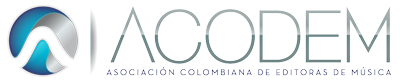 ACODEM
ASOCIACIÓN COLOMBIANA DE EDITORAS DE MÚSICA